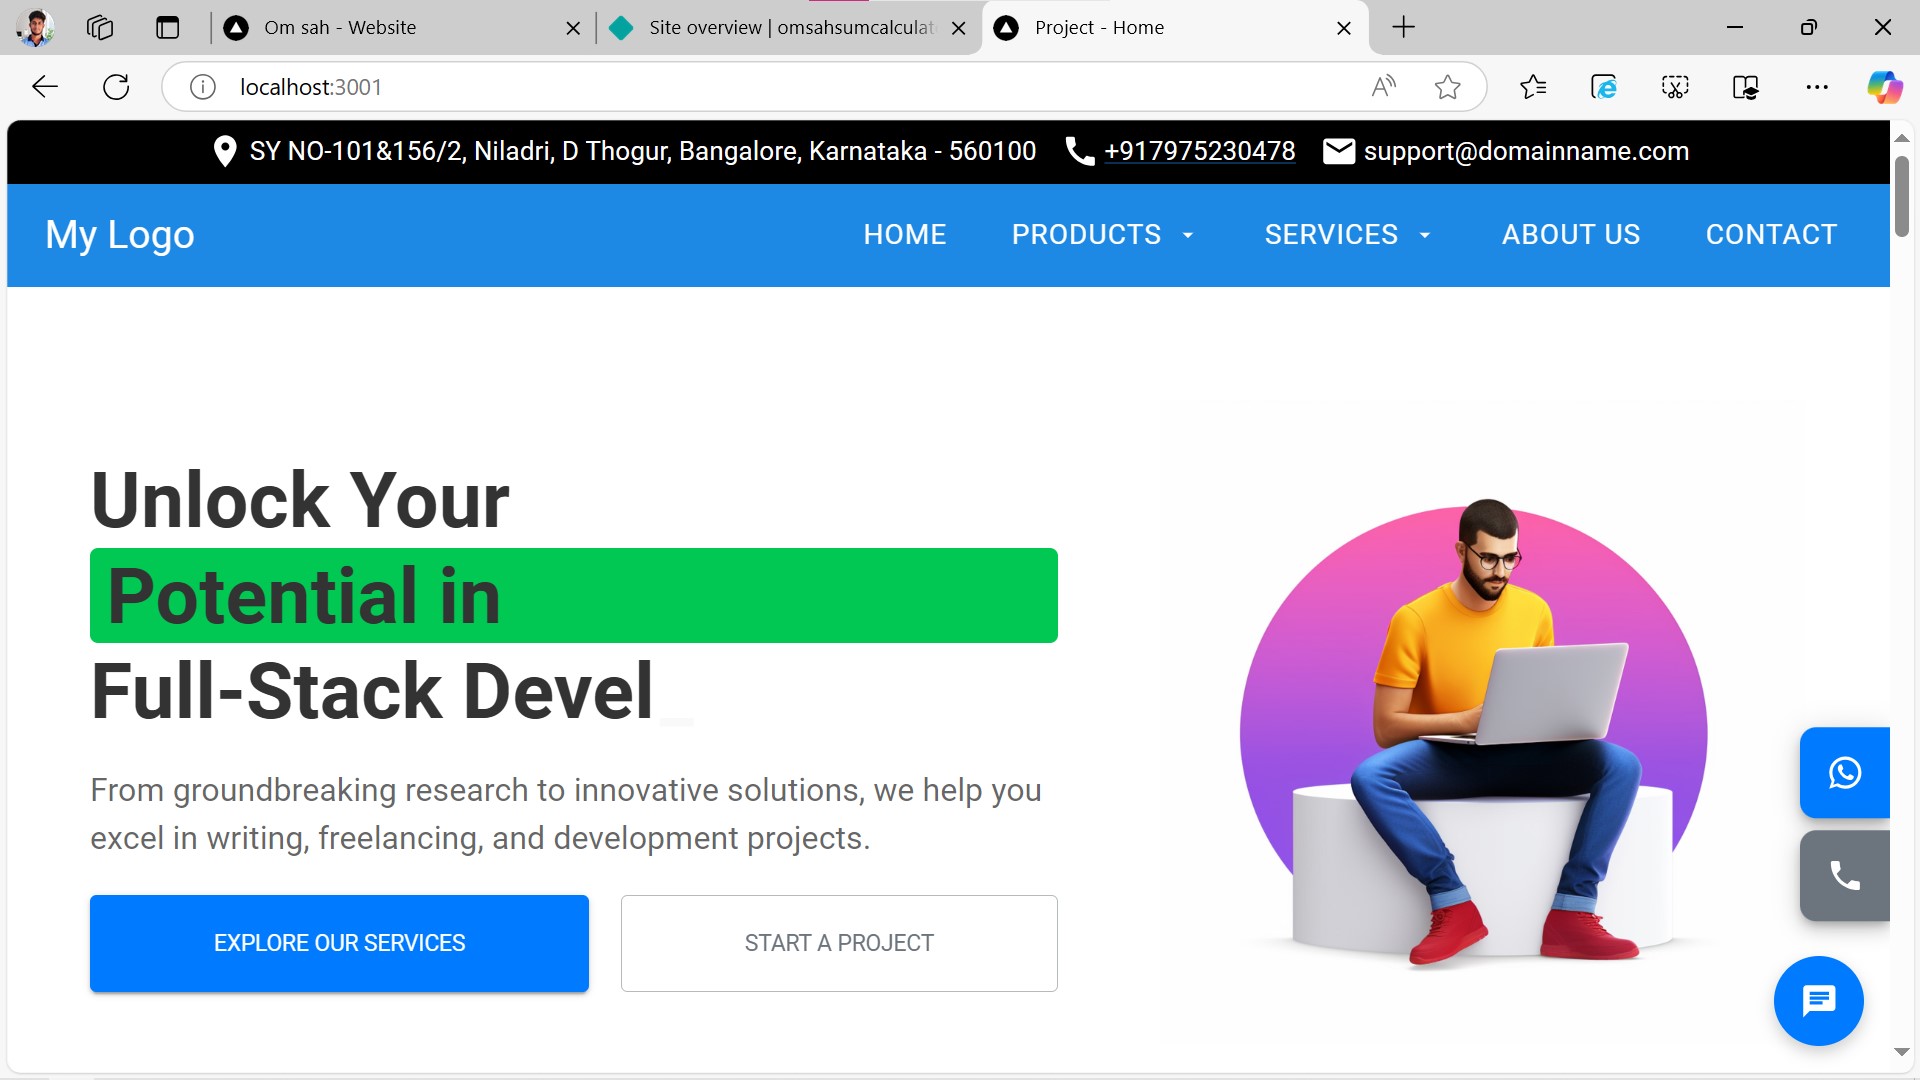 Om sah - Website
Site overview | omsahsumcalculat
Project - Home
localhost:3001
SY NO-101&156/2, Niladri, D Thogur, Bangalore, Karnataka - 560100 +917975230478 support@domainname.com
My Logo
HOME PRODUCTS SERVICES ABOUT US CONTACT
Unlock Your
Potential in
Full-Stack Devel_
From groundbreaking research to innovative solutions, we help you
excel in writing, freelancing, and development projects.
EXPLORE OUR SERVICES
START A PROJECT